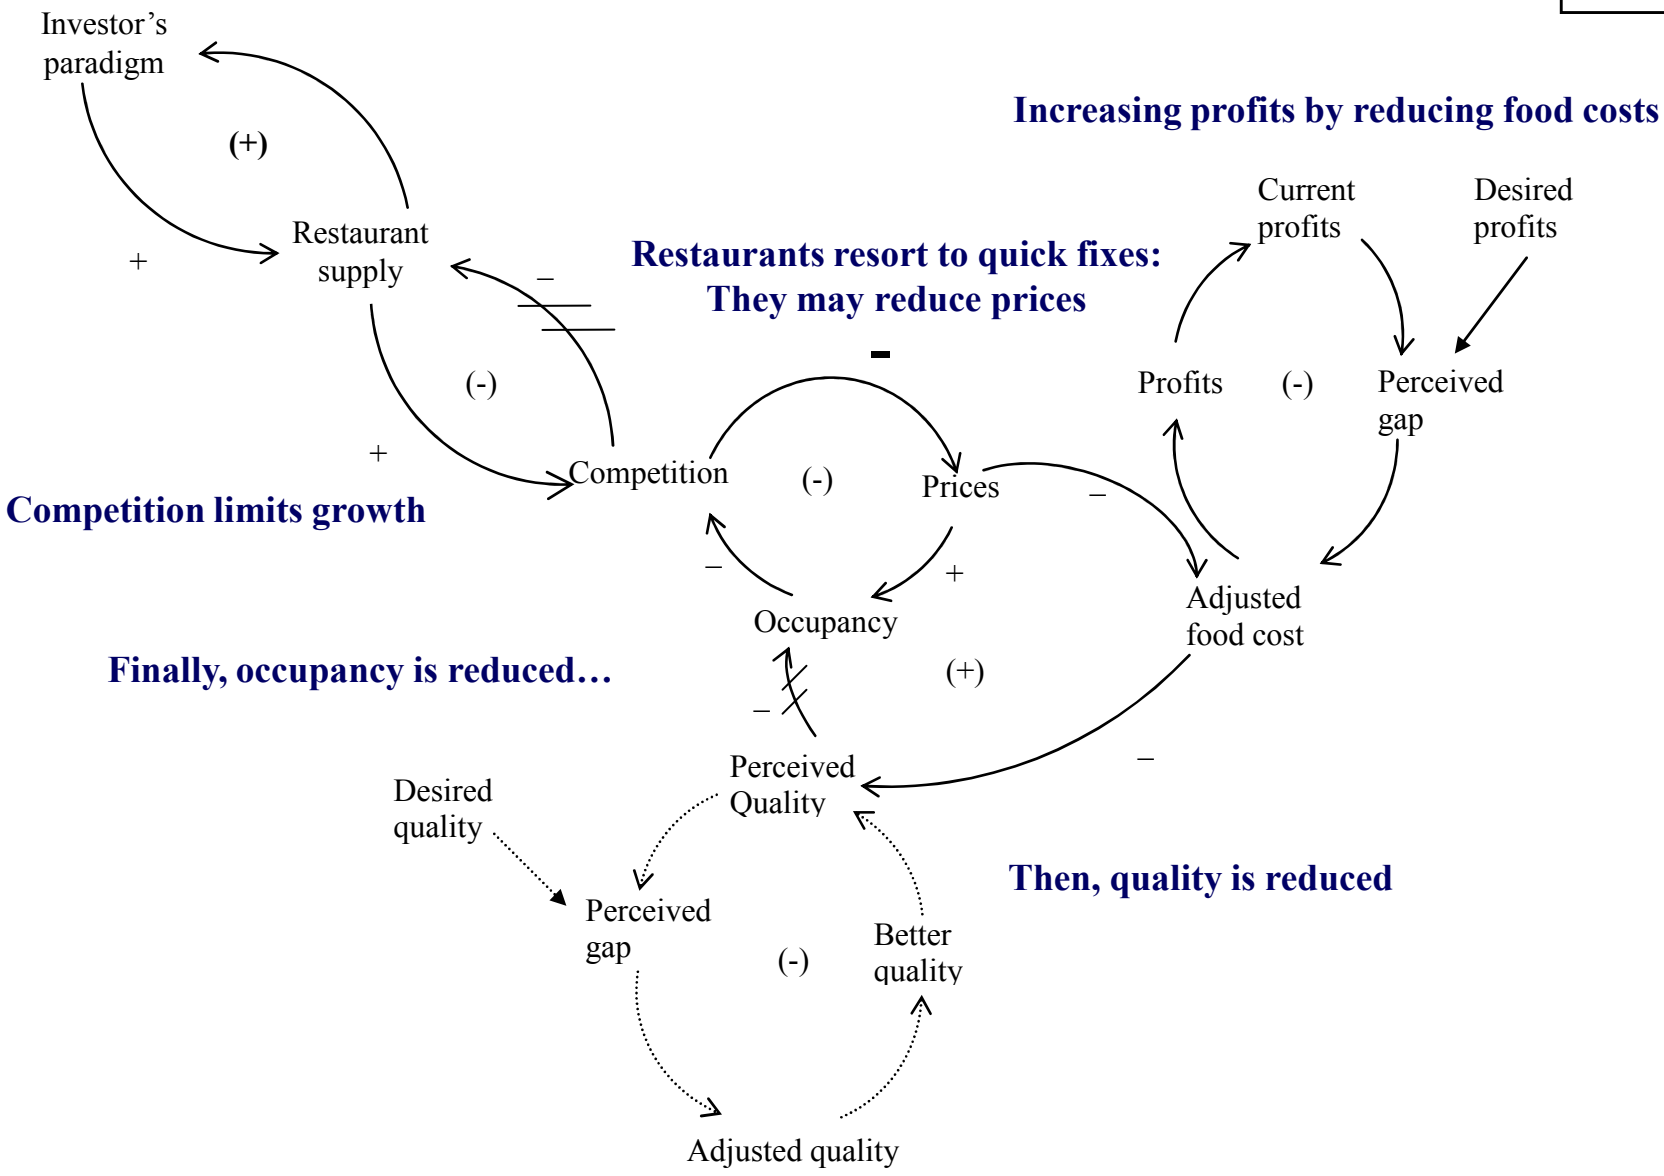 Investor’s
paradigm
(+)
+
Restaurant
supply
Increasing profits by reducing food costs
Current
profits
Desired
profits
Restaurants resort to quick fixes:
They may reduce prices
–
-
(-)
Profits
(-)
Perceived
gap
+
Competition
(-)
Prices
–
Competition limits growth
–
+
Occupancy
Adjusted
food cost
Finally, occupancy is reduced…
(+)
–
–
Perceived
Quality
Desired
quality
Then, quality is reduced
Perceived
gap
(-)
Better
quality
Adjusted quality